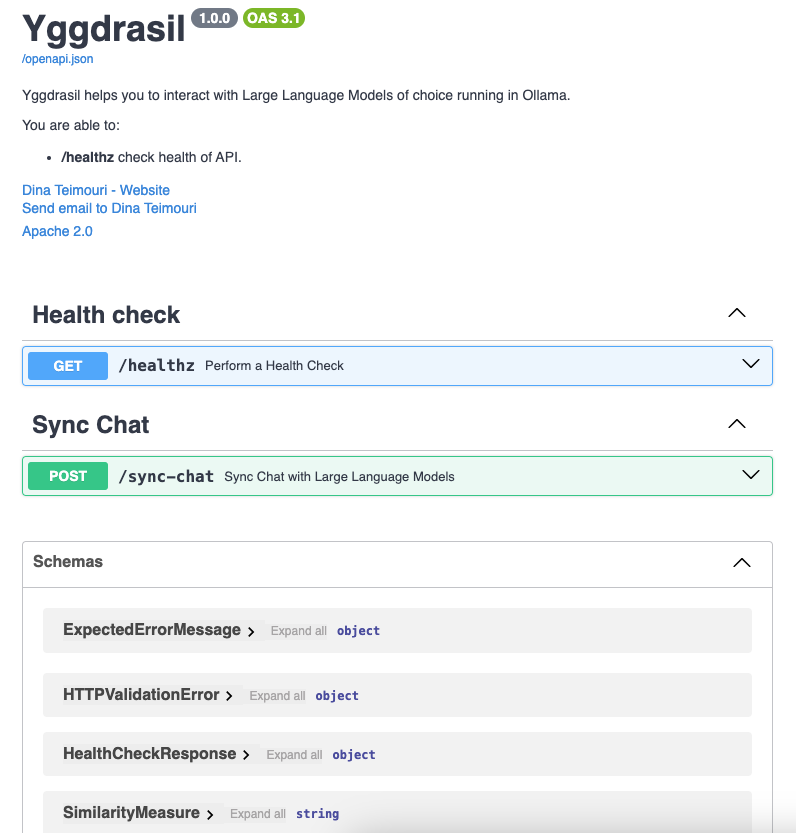 Yggdrasil 1.0.0 OAS 3.1
/openapi.json
Yggdrasil helps you to interact with Large Language Models of choice running in Ollama.
You are able to:
• /healthz check health of API.
Dina Teimouri - Website
Send email to Dina Teimouri
Apache 2.0
Health check
GET /healthz Perform a Health Check
Sync Chat
POST /sync-chat Sync Chat with Large Language Models
Schemas
ExpectedErrorMessage Expand all object
HTTPValidationError Expand all object
HealthCheckResponse Expand all object
SimilarityMeasure Expand all string